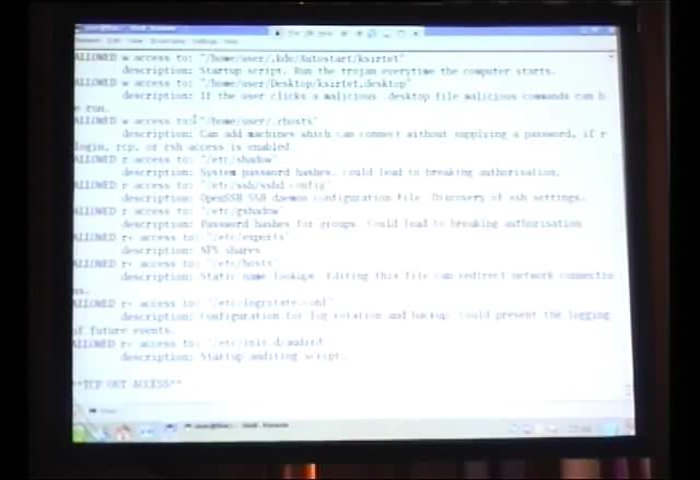 ALLOWED w access to: "/home/user/.kde/Autostart/ksirtet"
description: Startup script. Run the trojan everytime the computer starts.
ALLOWED w access to: "/home/user/Desktop/ksirtet.desktop"
description: If the user clicks a malicious .desktop file malicious commands can b
e run.
ALLOWED w access to: "/home/user/.rhosts"
description: Can add machines which can connect without supplying a password, if r
login, rcp, or rsh access is enabled
ALLOWED r access to: "/etc/shadow"
description: System password hashes. could lead to breaking authorisation.
ALLOWED r access to: "/etc/ssh/sshd_config"
description: OpenSSH SSH daemon configuration file. Discovery of ssh settings.
ALLOWED r access to: "/etc/gshadow"
description: Password hashes for groups. Could lead to breaking authorisation
ALLOWED access to: "/etc/exports"
description: NFS shares
ALLOWED access to: "/etc/hosts"
description: Static name lookups. Editing this file can redirect network connectio
ns.
ALLOWED access to: "/etc/logrotate.conf"
description: Configuration for log rotation and backup. Could prevent the logging
of future events.
ALLOWED access to: "/etc/init.d/auditd
description: Startup auditing script.
**TCP OUT ACCESS**